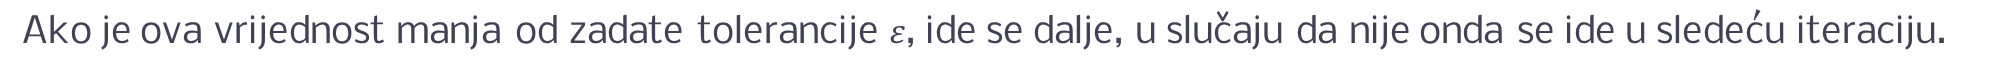 Ako je ova vrijednost manja od zadate tolerancije 𝜀, ide se dalje, u slučaju da nije onda se ide u sledeću iteraciju.